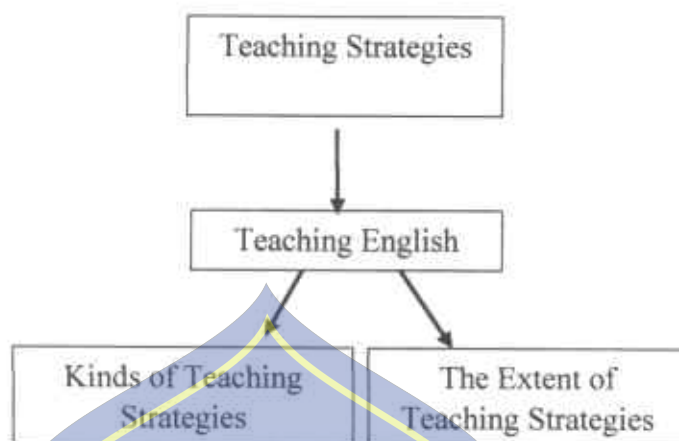 Teaching Strategies
Teaching English
Kinds of Teaching
Strategies
The Extent of
Teaching Strategies